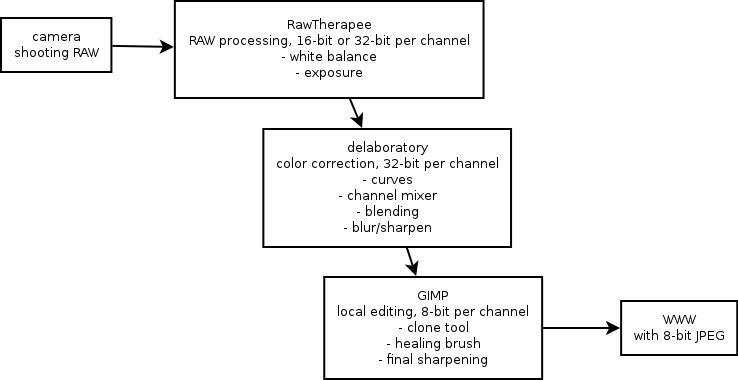 camera
shooting RAW
RawTherapee
RAW processing, 16-bit or 32-bit per channel
- white balance
- exposure
delaboratory
color correction, 32-bit per channel
- curves
- channel mixer
- blending
- blur/sharpen
GIMP
local editing, 8-bit per channel
- clone tool
- healing brush
- final sharpening
WWW
with 8-bit JPEG